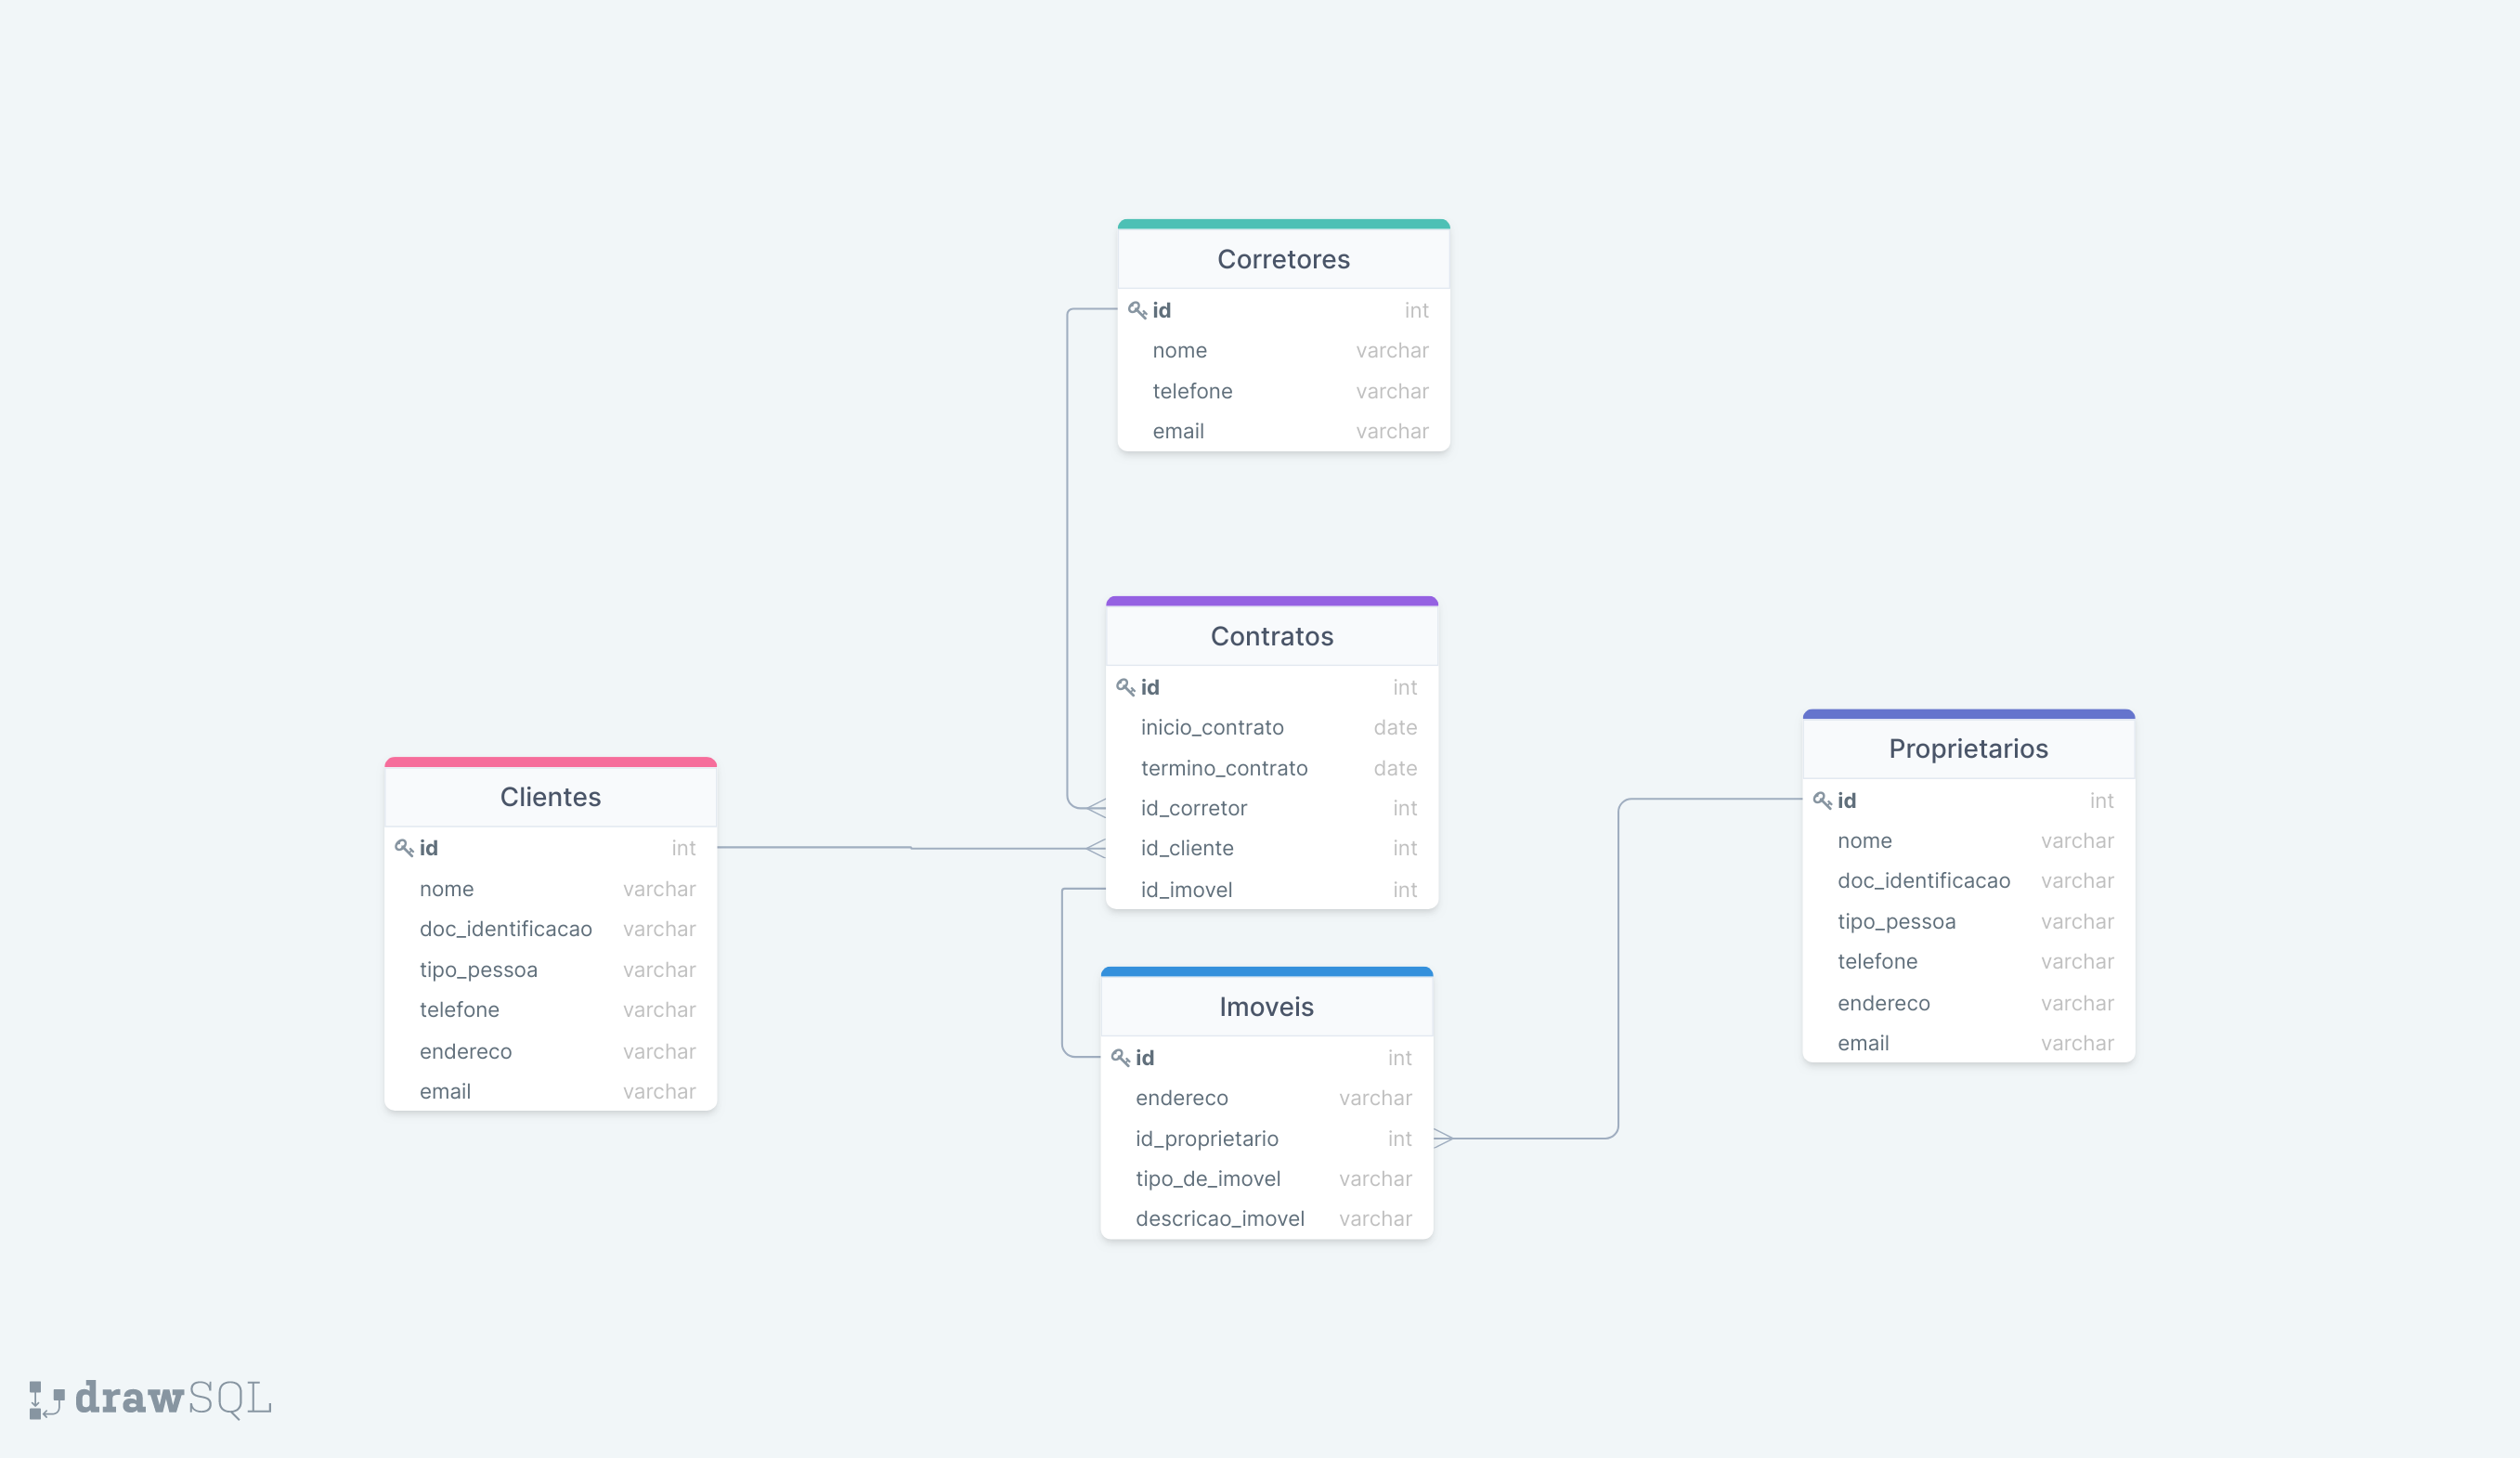 Corretores
id int
nome varchar
telefone varchar
email varchar
Contratos
id int
inicio_contrato date
termino_contrato date
id_corretor int
id_cliente int
id_imovel int
Clientes
id int
nome varchar
doc_identificacao varchar
tipo_pessoa varchar
telefone varchar
endereco varchar
email varchar
Imoveis
id int
endereco varchar
id_proprietario int
tipo_de_imovel varchar
descricao_imovel varchar
Proprietarios
id int
nome varchar
doc_identificacao varchar
tipo_pessoa varchar
telefone varchar
endereco varchar
email varchar
drawSQL